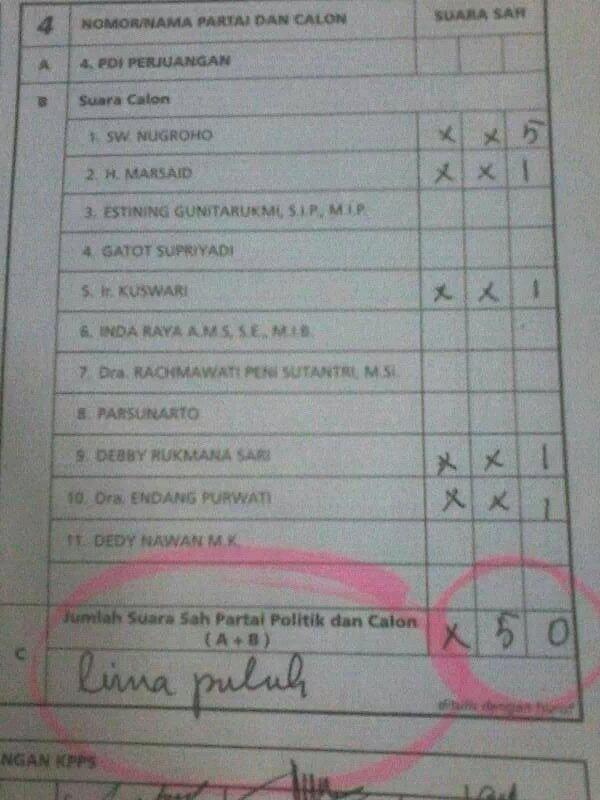 4 NOMOR/NAMA PARTAI DAN CALON SUARA SAH
A 4. PDI PERJUANGAN
B Suara Calon
1. SW. NUGROHO X X 5
2. H. MARSAID X X 1
3. ESTINING GUNITARUKMI, S.I.P., M.I.P.
4. GATOT SUPRIYADI
5. Ir. KUSWARI X X 1
6. INDA RAYA A.M.S, S.E., M.I.B.
7. Dra. RACHMAWATI PENI SUTANTRI, M.Si.
8. PARSUNARTO
9. DEBBY RUKMANA SARI X X 1
10. Dra. ENDANG PURWATI X X 1
11. DEDY NAWAN M.K.
Jumlah Suara Sah Partai Politik dan Calon X 5 0
(A + B)
C
lima puluh
ditulis dengan huruf
NGAN KPPS